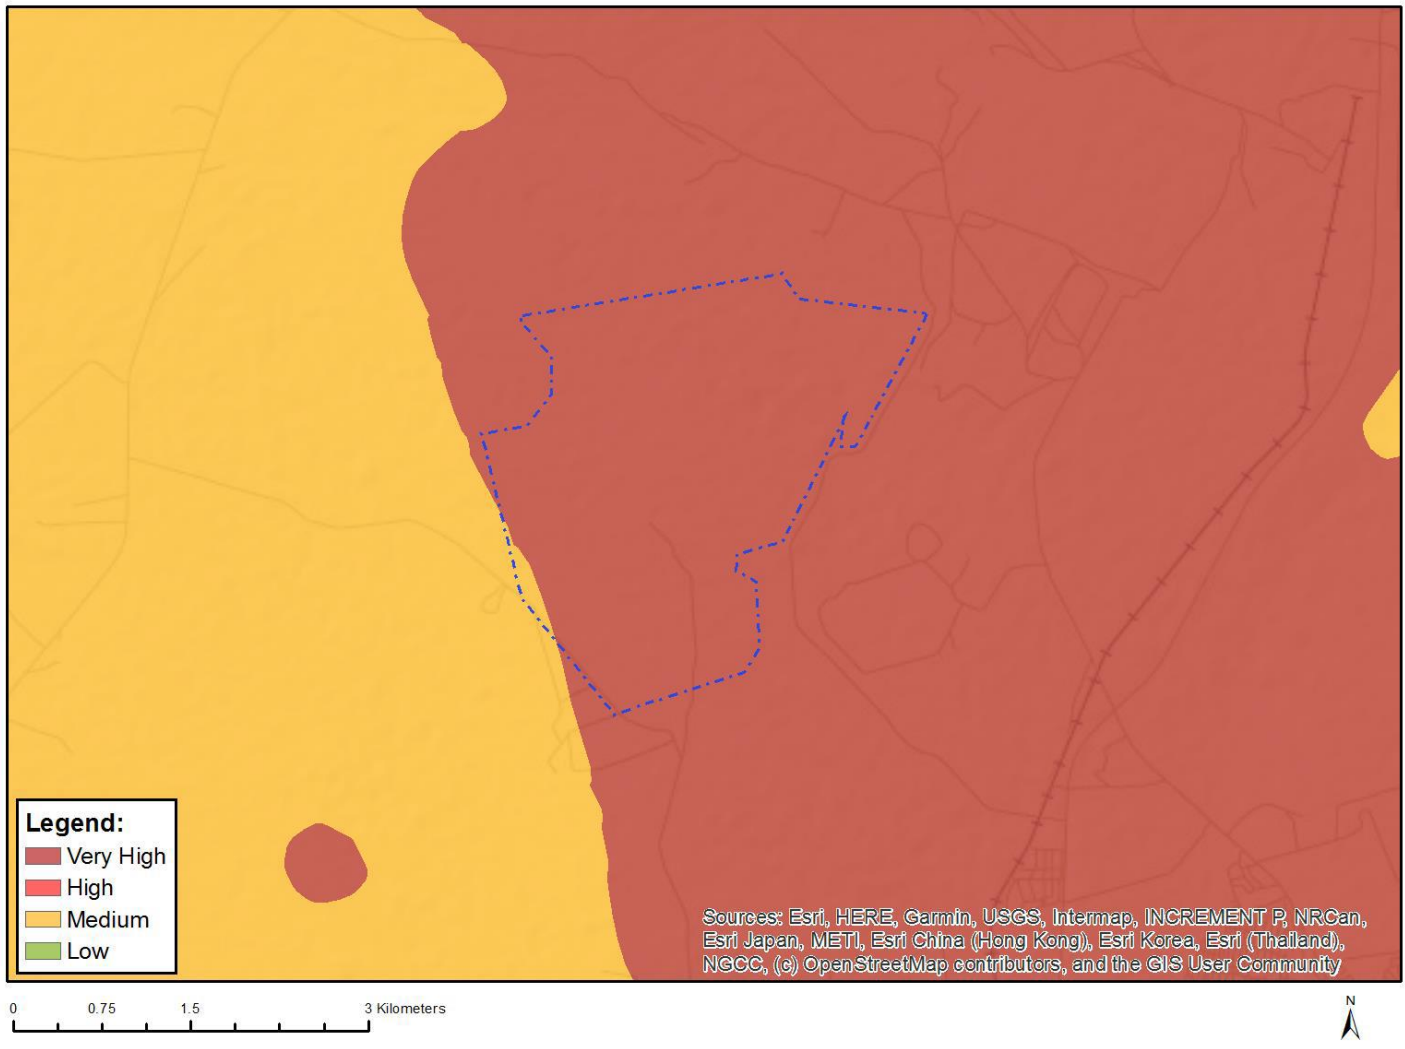 Legend:
Very High
High
Medium
Low
Sources: Esri, HERE, Garmin, USGS, Intermap, INCREMENT P, NRCan,
Esri Japan, METI, Esri China (Hong Kong), Esri Korea, Esri (Thailand),
NGCC, (c) OpenStreetMap contributors, and the GIS User Community
0 0.75 1.5 3 Kilometers
N